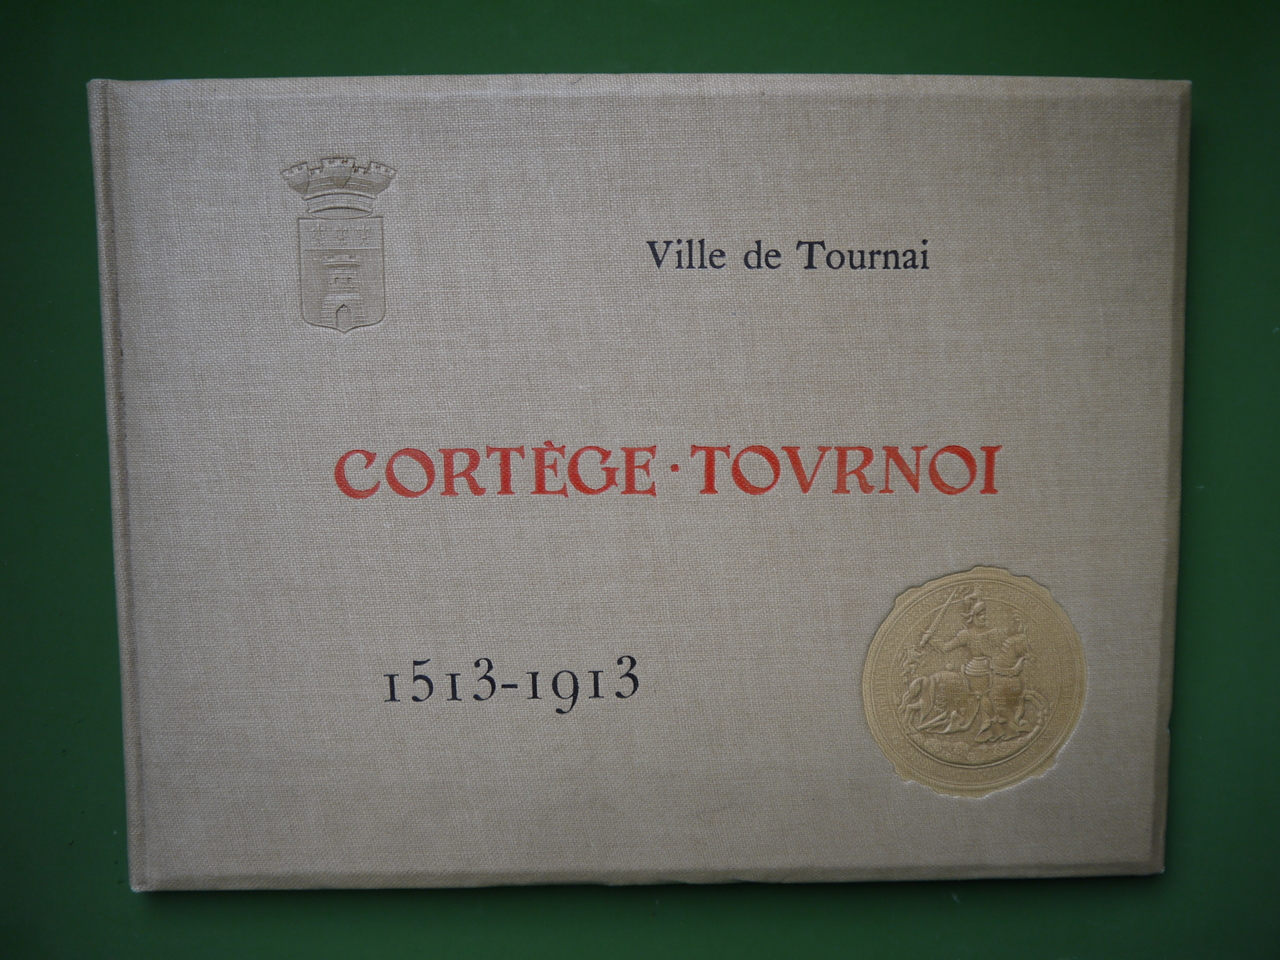 Ville de Tournai
CORTÈGE · TOVRNOI
1513-1913